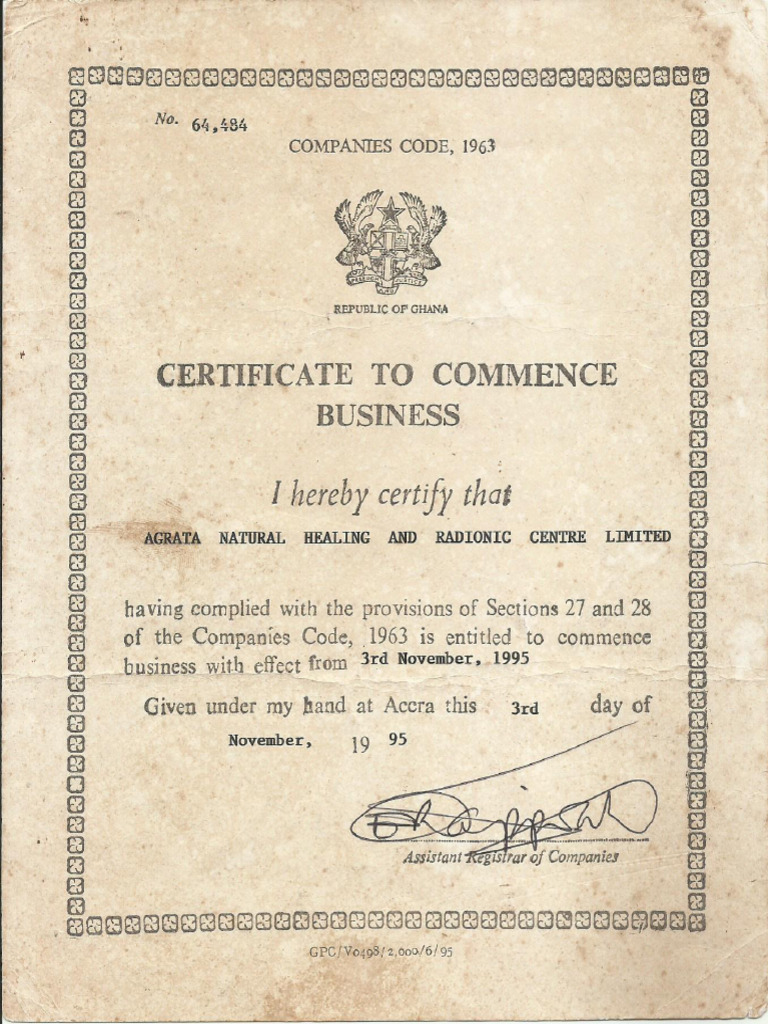 No. 64,484
COMPANIES CODE, 1963
REPUBLIC OF GHANA
CERTIFICATE TO COMMENCE
BUSINESS
I hereby certify that
AGRATA NATURAL HEALING AND RADIONIC CENTRE LIMITED
having complied with the provisions of Sections 27 and 28
of the Companies Code, 1963 is entitled to commence
business with effect from 3rd November, 1995
Given under my hand at Accra this 3rd day of
November, 19 95
Assistant Registrar of Companies
GPC/V0498/2,000/6/95